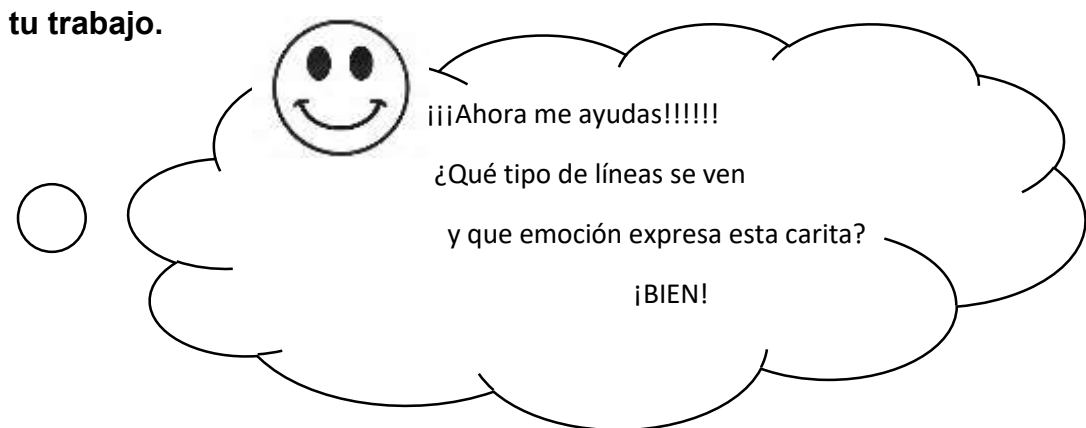 tu trabajo.
¡¡¡Ahora me ayudas!!!!!!
¿Qué tipo de líneas se ven
y que emoción expresa esta carita?
¡BIEN!